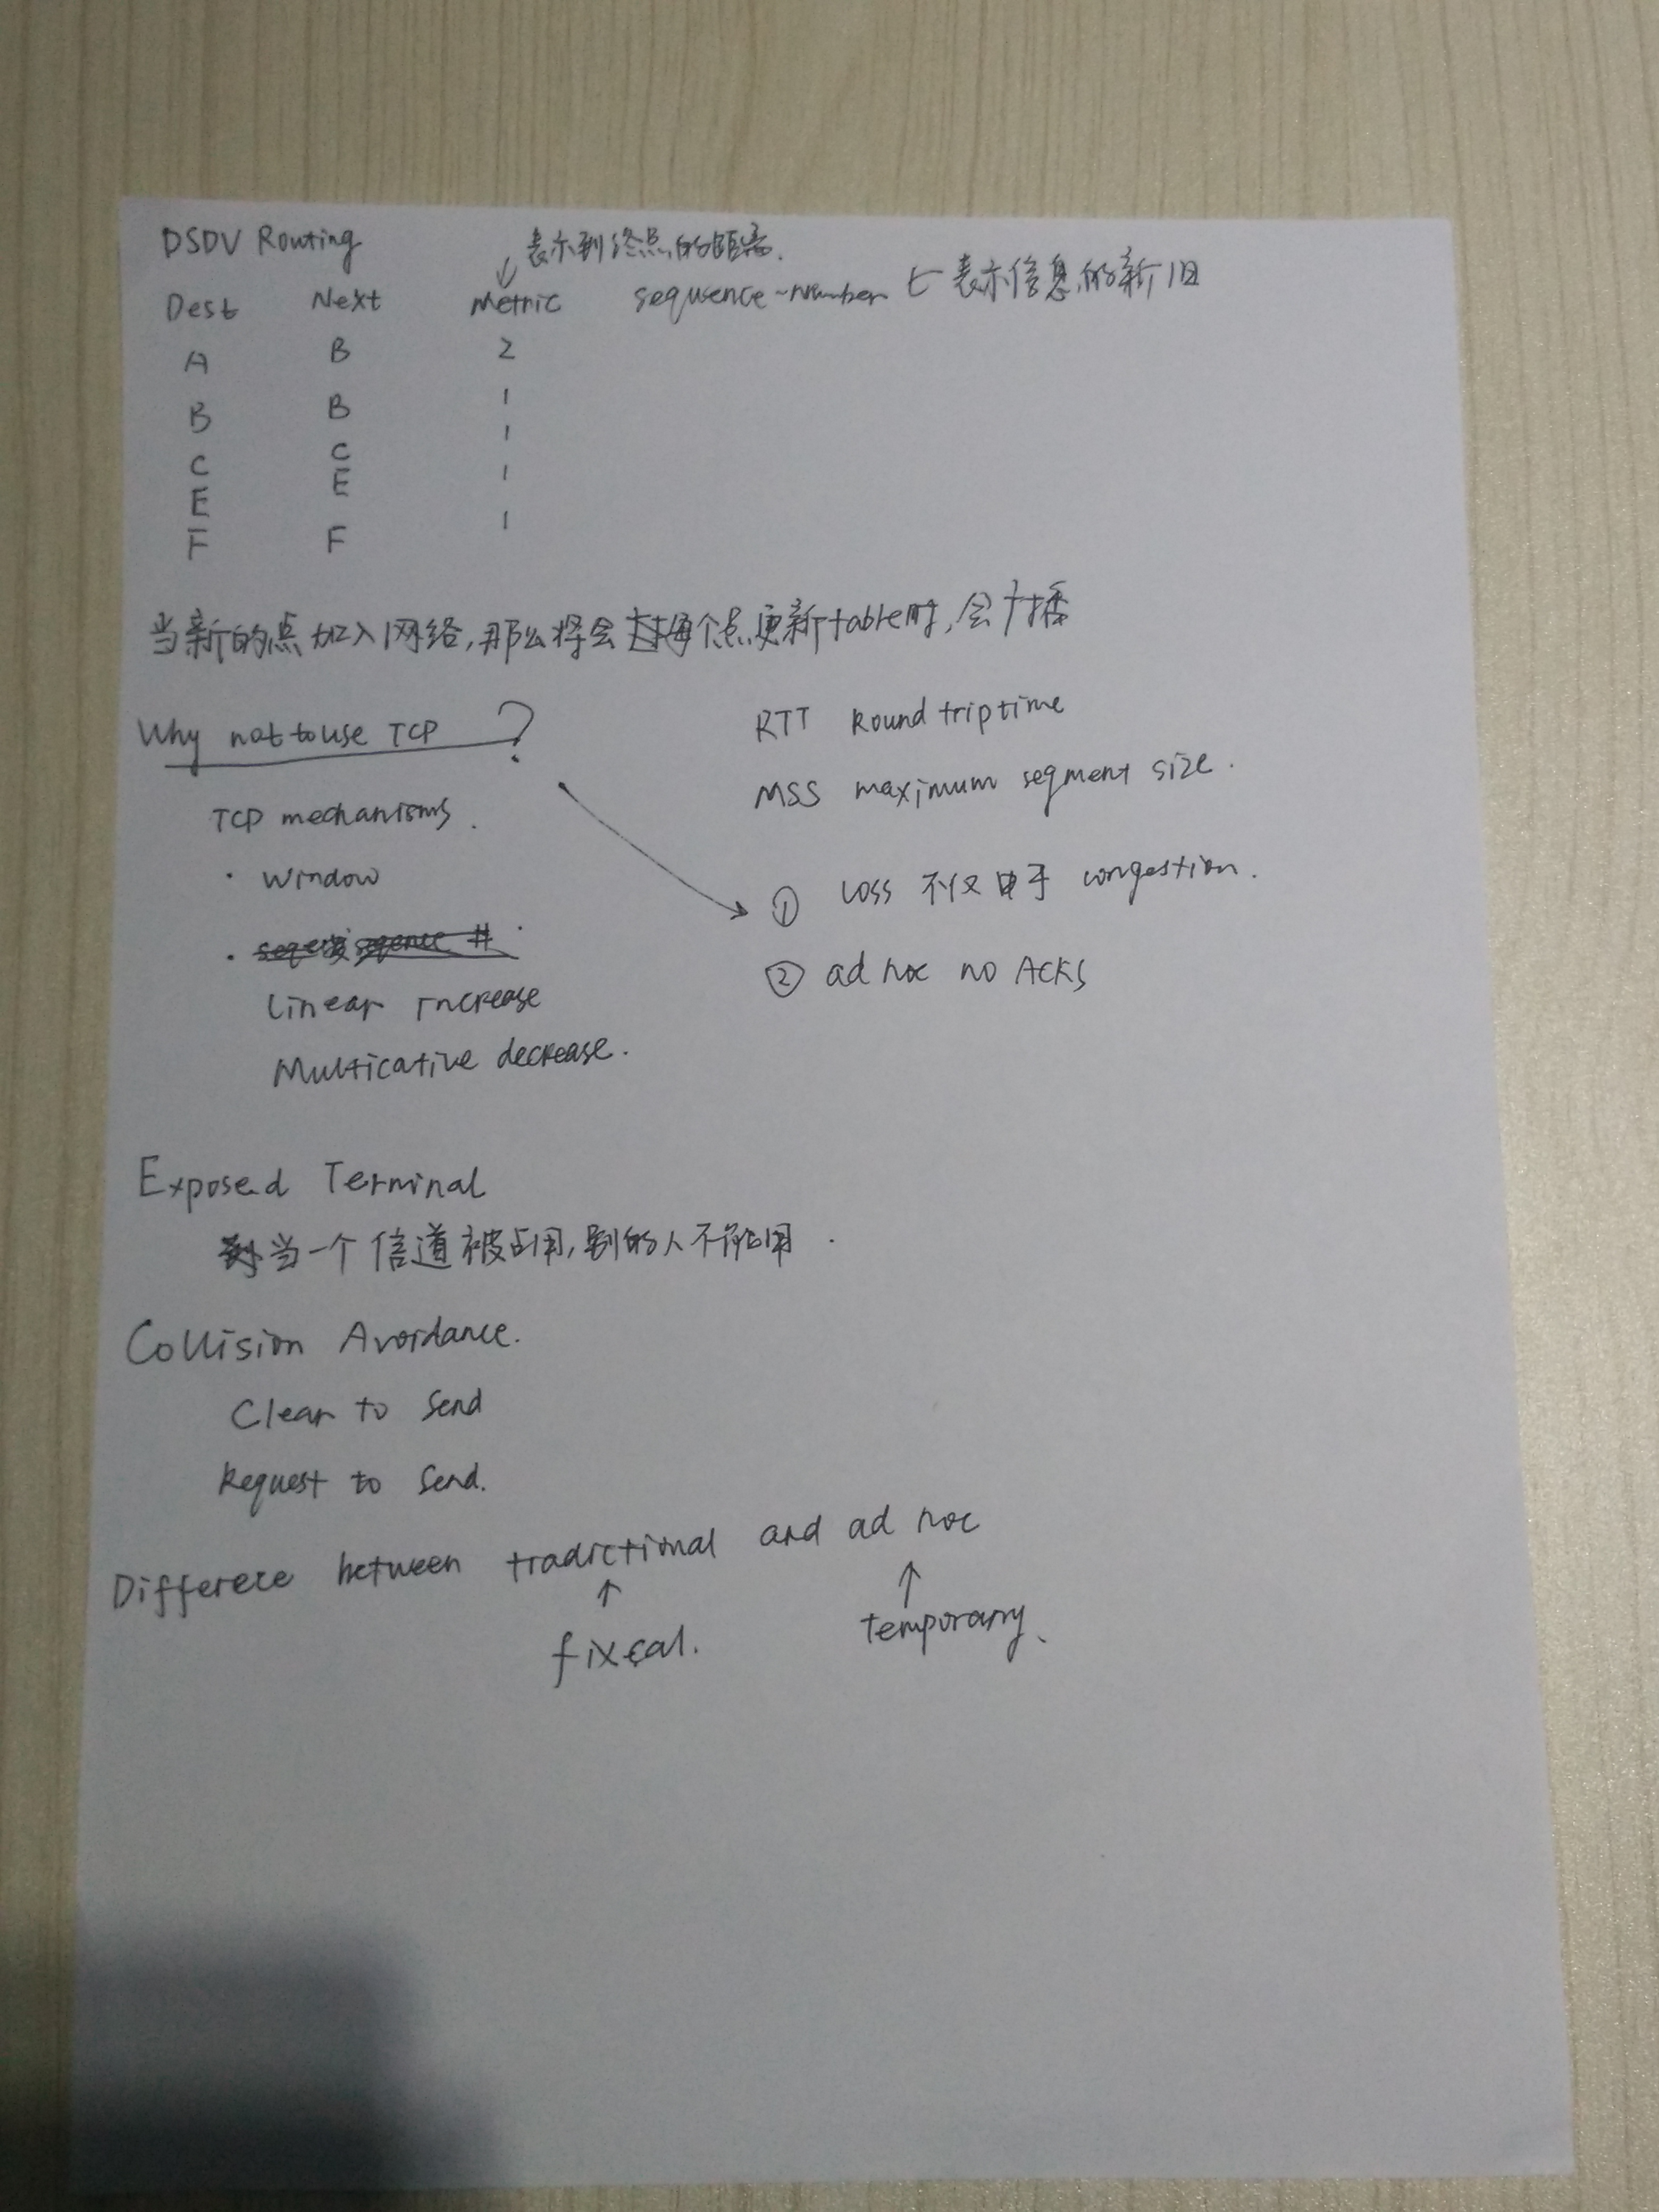 DSDV Routing
表示到终点的距离.
Dest Next Metric sequence-number ← 表示信息的新旧
A B 2
B B 1
C C 1
E E 1
F F 1
当新的点加入网络,那么将会 每个点更新table时,会广播
Why not to use TCP ?
RTT Round trip time
MSS maximum segment size.
TCP mechanisms.
· window
① Loss 不仅由于 congestion.
② ad hoc no ACKs
Linear Increase
Multicative decrease.
Exposed Terminal
当一个信道被占用,别的人不能占用.
Collision Avoidance.
Clear to Send
Request to Send.
Differece between tradictional and ad hoc
↑ ↑
temporary.